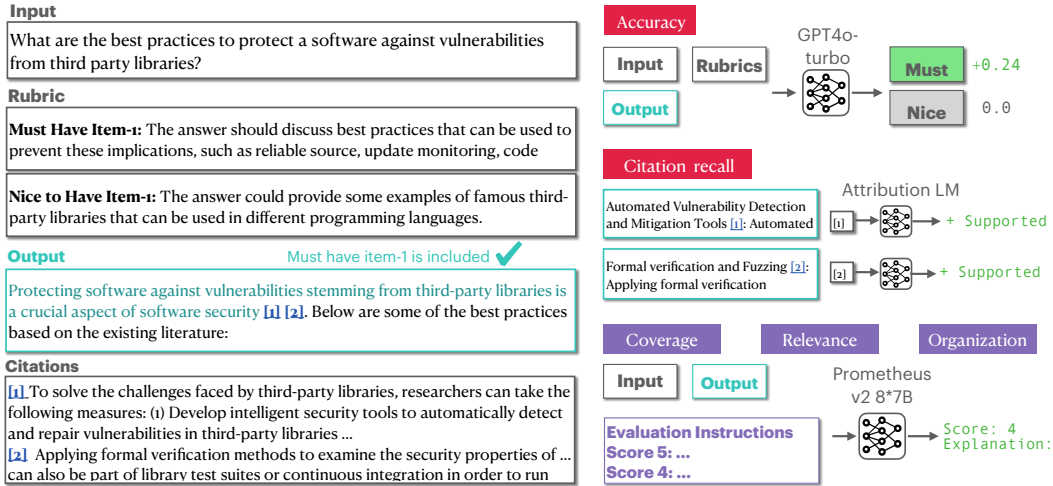 Input
What are the best practices to protect a software against vulnerabilities
from third party libraries?
Rubric
Must Have Item-1: The answer should discuss best practices that can be used to
prevent these implications, such as reliable source, update monitoring, code
Nice to Have Item-1: The answer could provide some examples of famous third-
party libraries that can be used in different programming languages.
Output
Must have item-1 is included
Protecting software against vulnerabilities stemming from third-party libraries is
a crucial aspect of software security [1] [2]. Below are some of the best practices
based on the existing literature:
Citations
[1] To solve the challenges faced by third-party libraries, researchers can take the
following measures: (1) Develop intelligent security tools to automatically detect
and repair vulnerabilities in third-party libraries ...
[2] Applying formal verification methods to examine the security properties of ...
can also be part of library test suites or continuous integration in order to run
Accuracy
Input
Rubrics
Output
GPT4o-
turbo
Must
+0.24
Nice
0.0
Citation recall
Automated Vulnerability Detection
and Mitigation Tools [1]: Automated
Attribution LM
[1]
+ Supported
Formal verification and Fuzzing [2]:
Applying formal verification
[2]
+ Supported
Coverage
Relevance
Organization
Input
Output
Evaluation Instructions
Score 5: ...
Score 4: ...
Prometheus
v2 8*7B
Score: 4
Explanation: